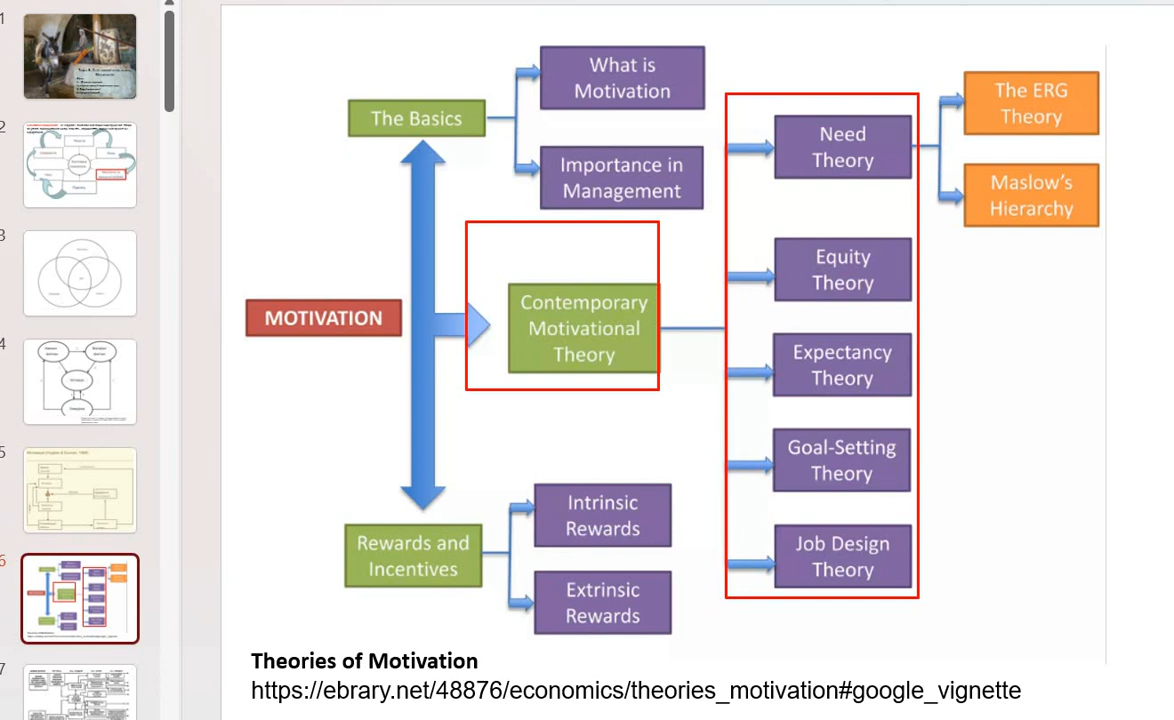 1
2
3
4
5
6
7
The Basics
What is
Motivation
Importance in
Management
MOTIVATION
Contemporary
Motivational
Theory
Need
Theory
The ERG
Theory
Maslow's
Hierarchy
Equity
Theory
Expectancy
Theory
Goal-Setting
Theory
Job Design
Theory
Rewards and
Incentives
Intrinsic
Rewards
Extrinsic
Rewards
Theories of Motivation
https://ebrary.net/48876/economics/theories_motivation#google_vignette